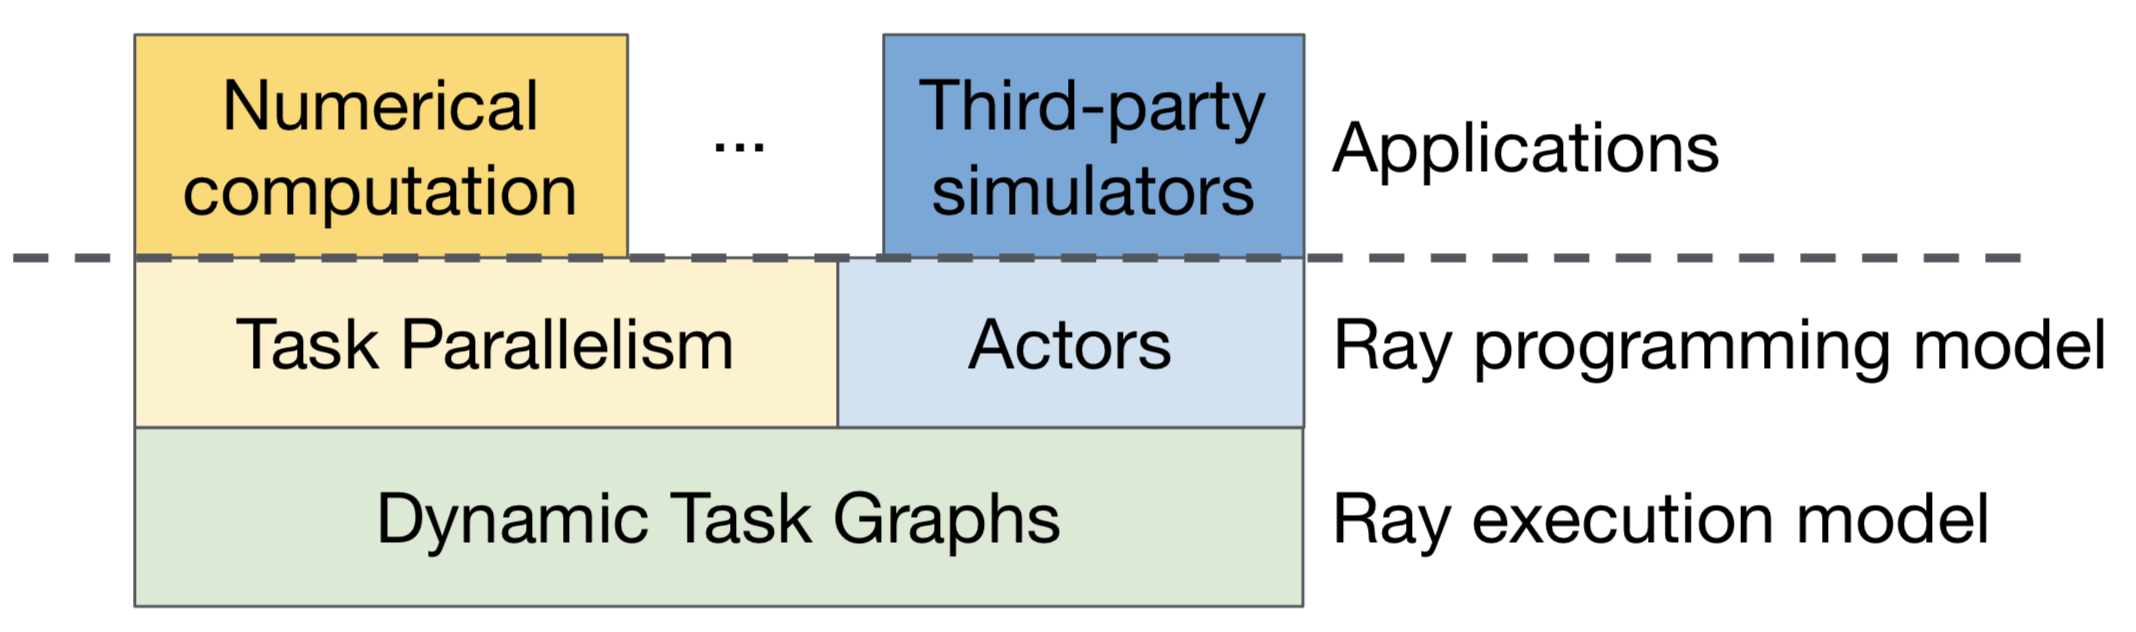 Numerical
computation
...
Third-party
simulators
Applications
Task Parallelism
Actors
Ray programming model
Dynamic Task Graphs
Ray execution model